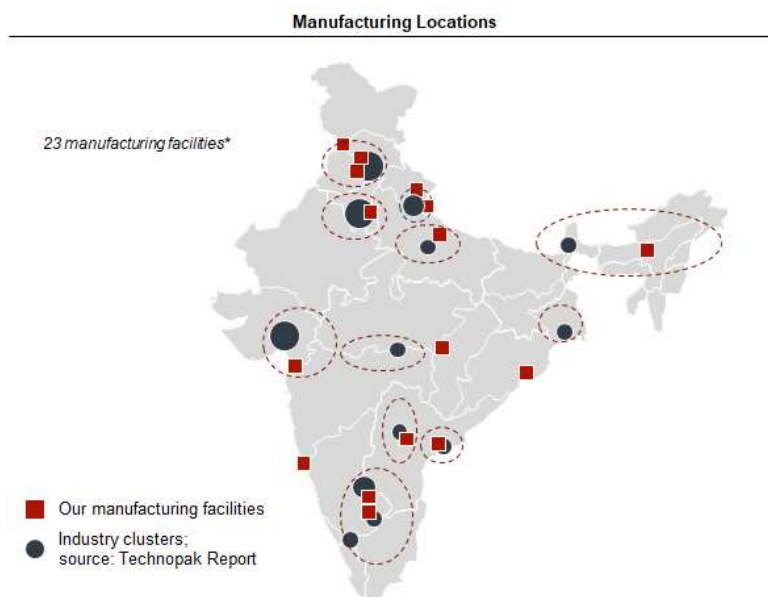 Manufacturing Locations
23 manufacturing facilities*
Our manufacturing facilities
Industry clusters;
source: Technopak Report